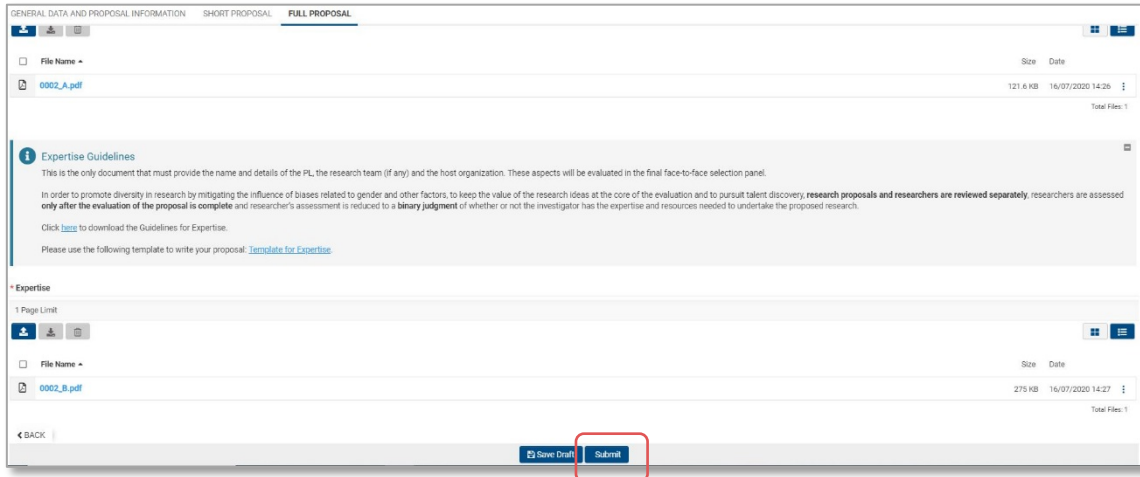 GENERAL DATA AND PROPOSAL INFORMATION SHORT PROPOSAL FULL PROPOSAL
File Name Size Date
0002_A.pdf 121.6 KB 16/07/2020 14:26
Total Files: 1
Expertise Guidelines
This is the only document that must provide the name and details of the PL, the research team (if any) and the host organization. These aspects will be evaluated in the final face-to-face selection panel.
In order to promote diversity in research by mitigating the influence of biases related to gender and other factors, to keep the value of the research ideas at the core of the evaluation and to pursuit talent discovery, research proposals and researchers are reviewed separately, researchers are assessed
only after the evaluation of the proposal is complete and researcher's assessment is reduced to a binary judgment of whether or not the investigator has the expertise and resources needed to undertake the proposed research.
Click here to download the Guidelines for Expertise.
Please use the following template to write your proposal: Template for Expertise.
* Expertise
1 Page Limit
File Name Size Date
0002_B.pdf 275 KB 16/07/2020 14:27
Total Files: 1
BACK
Save Draft Submit